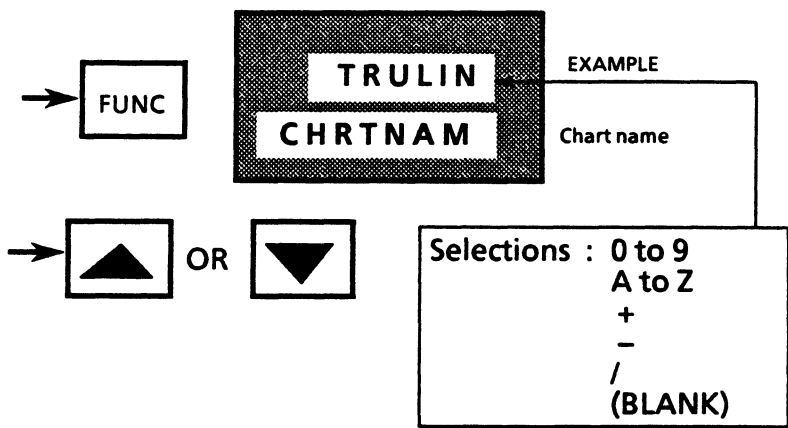 FUNC
TRULIN
EXAMPLE
CHRTNAM
Chart name
OR
Selections : 0 to 9
A to Z
+
–
/
(BLANK)